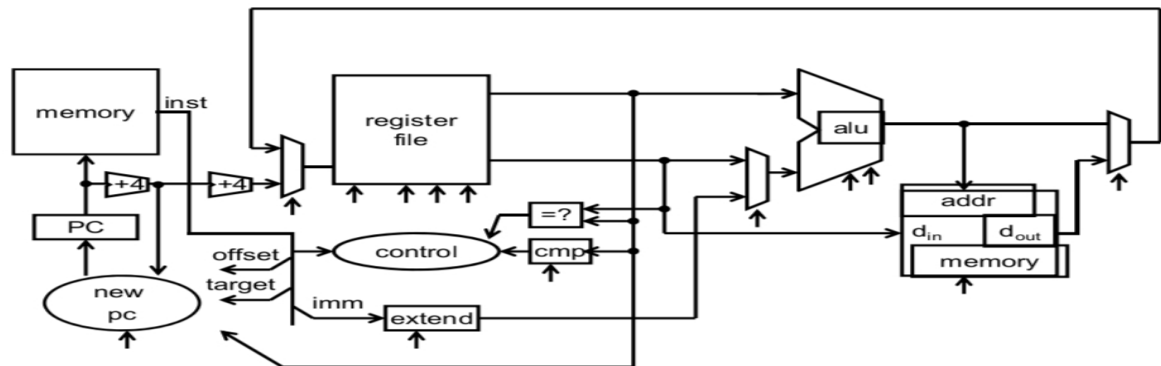 memory
inst
register
file
alu
+4
+4
addr
PC
=?
d_in
d_out
offset
control
cmp
memory
target
new
pc
imm
extend